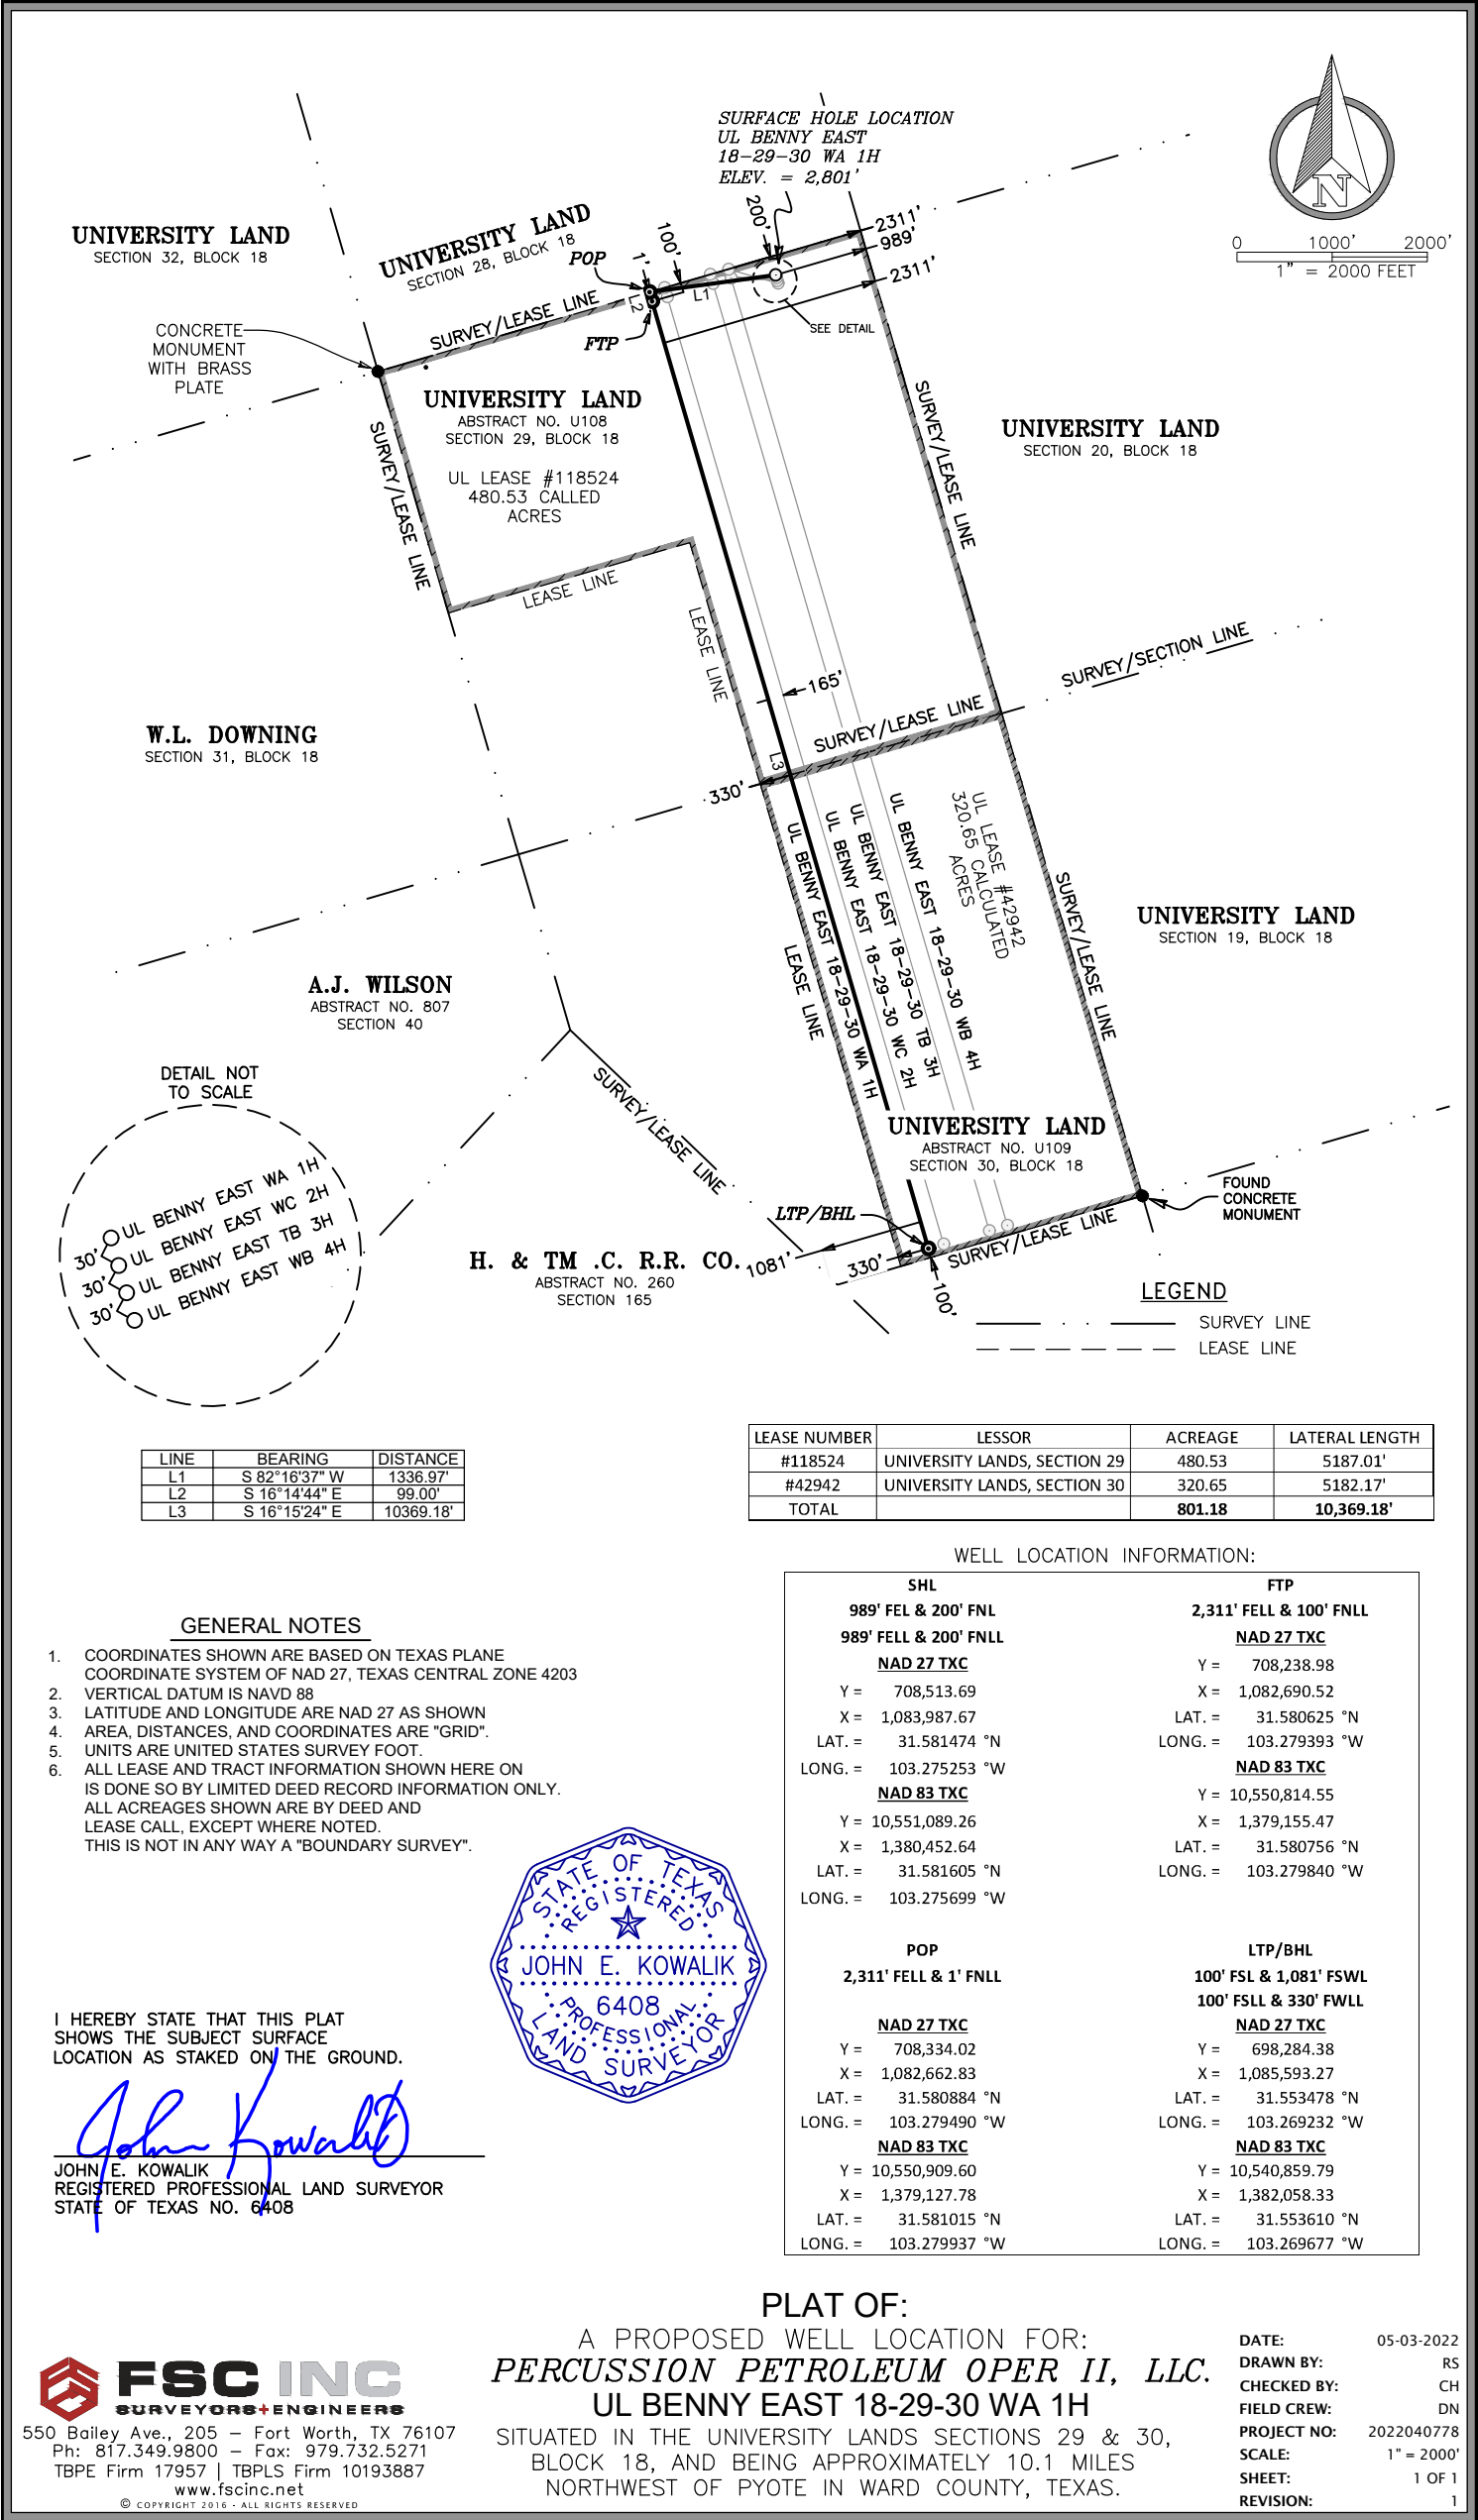 SURFACE HOLE LOCATION
UL BENNY EAST
18-29-30 WA 1H
ELEV. = 2,801'
N
0 1000' 2000'
1" = 2000 FEET
UNIVERSITY LAND
SECTION 32, BLOCK 18
UNIVERSITY LAND
SECTION 28, BLOCK 18
POP
1'
100'
200'
2311'
989'
2311'
L1
L2
SEE DETAIL
FTP
SURVEY/LEASE LINE
CONCRETE
MONUMENT
WITH BRASS
PLATE
UNIVERSITY LAND
ABSTRACT NO. U108
SECTION 29, BLOCK 18
UL LEASE #118524
480.53 CALLED
ACRES
SURVEY/LEASE LINE
SURVEY/LEASE LINE
UNIVERSITY LAND
SECTION 20, BLOCK 18
LEASE LINE
LEASE LINE
165'
SURVEY/SECTION LINE
SURVEY/LEASE LINE
L3
330'
W.L. DOWNING
SECTION 31, BLOCK 18
UL BENNY EAST 18-29-30 WA 1H
UL BENNY EAST 18-29-30 WC 2H
UL BENNY EAST 18-29-30 TB 3H
UL BENNY EAST 18-29-30 WB 4H
UL LEASE #42942
320.65 CALCULATED
ACRES
SURVEY/LEASE LINE
LEASE LINE
UNIVERSITY LAND
SECTION 19, BLOCK 18
A.J. WILSON
ABSTRACT NO. 807
SECTION 40
SURVEY/LEASE LINE
DETAIL NOT
TO SCALE
UL BENNY EAST WA 1H
UL BENNY EAST WC 2H
UL BENNY EAST TB 3H
UL BENNY EAST WB 4H
30'
30'
30'
UNIVERSITY LAND
ABSTRACT NO. U109
SECTION 30, BLOCK 18
LTP/BHL
1081'
330'
100'
SURVEY/LEASE LINE
FOUND
CONCRETE
MONUMENT
H. & TM .C. R.R. CO.
ABSTRACT NO. 260
SECTION 165
LEGEND
SURVEY LINE
LEASE LINE
LINE BEARING DISTANCE
L1 S 82°16'37" W 1336.97'
L2 S 16°14'44" E 99.00'
L3 S 16°15'24" E 10369.18'
LEASE NUMBER LESSOR ACREAGE LATERAL LENGTH
#118524 UNIVERSITY LANDS, SECTION 29 480.53 5187.01'
#42942 UNIVERSITY LANDS, SECTION 30 320.65 5182.17'
TOTAL 801.18 10,369.18'
WELL LOCATION INFORMATION:
SHL
989' FEL & 200' FNL
989' FELL & 200' FNLL
NAD 27 TXC
Y = 708,513.69
X = 1,083,987.67
LAT. = 31.581474 °N
LONG. = 103.275253 °W
NAD 83 TXC
Y = 10,551,089.26
X = 1,380,452.64
LAT. = 31.581605 °N
LONG. = 103.275699 °W
FTP
2,311' FELL & 100' FNLL
NAD 27 TXC
Y = 708,238.98
X = 1,082,690.52
LAT. = 31.580625 °N
LONG. = 103.279393 °W
NAD 83 TXC
Y = 10,550,814.55
X = 1,379,155.47
LAT. = 31.580756 °N
LONG. = 103.279840 °W
POP
2,311' FELL & 1' FNLL
NAD 27 TXC
Y = 708,334.02
X = 1,082,662.83
LAT. = 31.580884 °N
LONG. = 103.279490 °W
NAD 83 TXC
Y = 10,550,909.60
X = 1,379,127.78
LAT. = 31.581015 °N
LONG. = 103.279937 °W
LTP/BHL
100' FSL & 1,081' FSWL
100' FSLL & 330' FWLL
NAD 27 TXC
Y = 698,284.38
X = 1,085,593.27
LAT. = 31.553478 °N
LONG. = 103.269232 °W
NAD 83 TXC
Y = 10,540,859.79
X = 1,382,058.33
LAT. = 31.553610 °N
LONG. = 103.269677 °W
GENERAL NOTES
1. COORDINATES SHOWN ARE BASED ON TEXAS PLANE
COORDINATE SYSTEM OF NAD 27, TEXAS CENTRAL ZONE 4203
2. VERTICAL DATUM IS NAVD 88
3. LATITUDE AND LONGITUDE ARE NAD 27 AS SHOWN
4. AREA, DISTANCES, AND COORDINATES ARE "GRID".
5. UNITS ARE UNITED STATES SURVEY FOOT.
6. ALL LEASE AND TRACT INFORMATION SHOWN HERE ON
IS DONE SO BY LIMITED DEED RECORD INFORMATION ONLY.
ALL ACREAGES SHOWN ARE BY DEED AND
LEASE CALL, EXCEPT WHERE NOTED.
THIS IS NOT IN ANY WAY A "BOUNDARY SURVEY".
STATE OF TEXAS
REGISTERED
JOHN E. KOWALIK
6408
PROFESSIONAL
LAND SURVEYOR
I HEREBY STATE THAT THIS PLAT
SHOWS THE SUBJECT SURFACE
LOCATION AS STAKED ON THE GROUND.
John Kowalik
JOHN E. KOWALIK
REGISTERED PROFESSIONAL LAND SURVEYOR
STATE OF TEXAS NO. 6408
FSC INC
SURVEYORS+ENGINEERS
550 Bailey Ave., 205 - Fort Worth, TX 76107
Ph: 817.349.9800 - Fax: 979.732.5271
TBPE Firm 17957 | TBPLS Firm 10193887
www.fscinc.net
© COPYRIGHT 2016 - ALL RIGHTS RESERVED
PLAT OF:
A PROPOSED WELL LOCATION FOR:
PERCUSSION PETROLEUM OPER II, LLC.
UL BENNY EAST 18-29-30 WA 1H
SITUATED IN THE UNIVERSITY LANDS SECTIONS 29 & 30,
BLOCK 18, AND BEING APPROXIMATELY 10.1 MILES
NORTHWEST OF PYOTE IN WARD COUNTY, TEXAS.
DATE: 05-03-2022
DRAWN BY: RS
CHECKED BY: CH
FIELD CREW: DN
PROJECT NO: 2022040778
SCALE: 1" = 2000'
SHEET: 1 OF 1
REVISION: 1